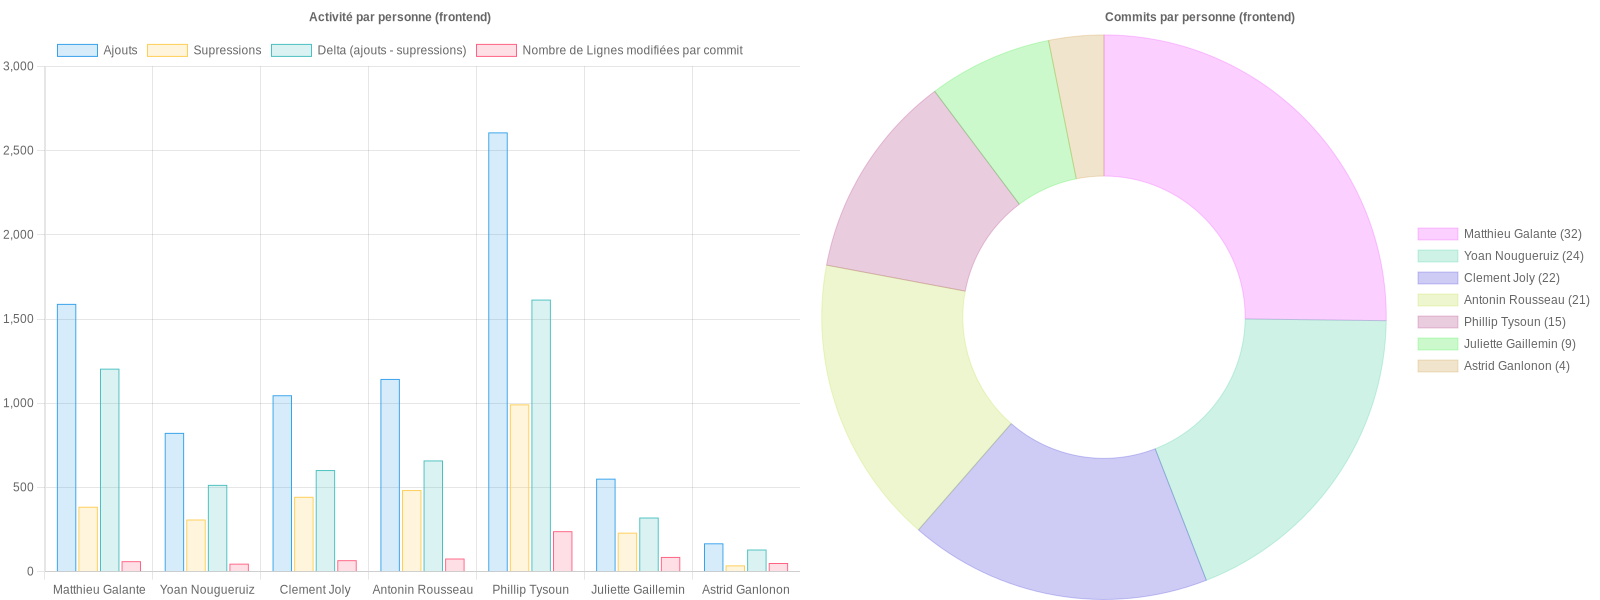 Activité par personne (frontend)
Ajouts Supressions Delta (ajouts - supressions) Nombre de Lignes modifiées par commit
3,000
2,500
2,000
1,500
1,000
500
0
Matthieu Galante Yoan Nougueruiz Clement Joly Antonin Rousseau Phillip Tysoun Juliette Gaillemin Astrid Ganlonon
Commits par personne (frontend)
Matthieu Galante (32)
Yoan Nougueruiz (24)
Clement Joly (22)
Antonin Rousseau (21)
Phillip Tysoun (15)
Juliette Gaillemin (9)
Astrid Ganlonon (4)